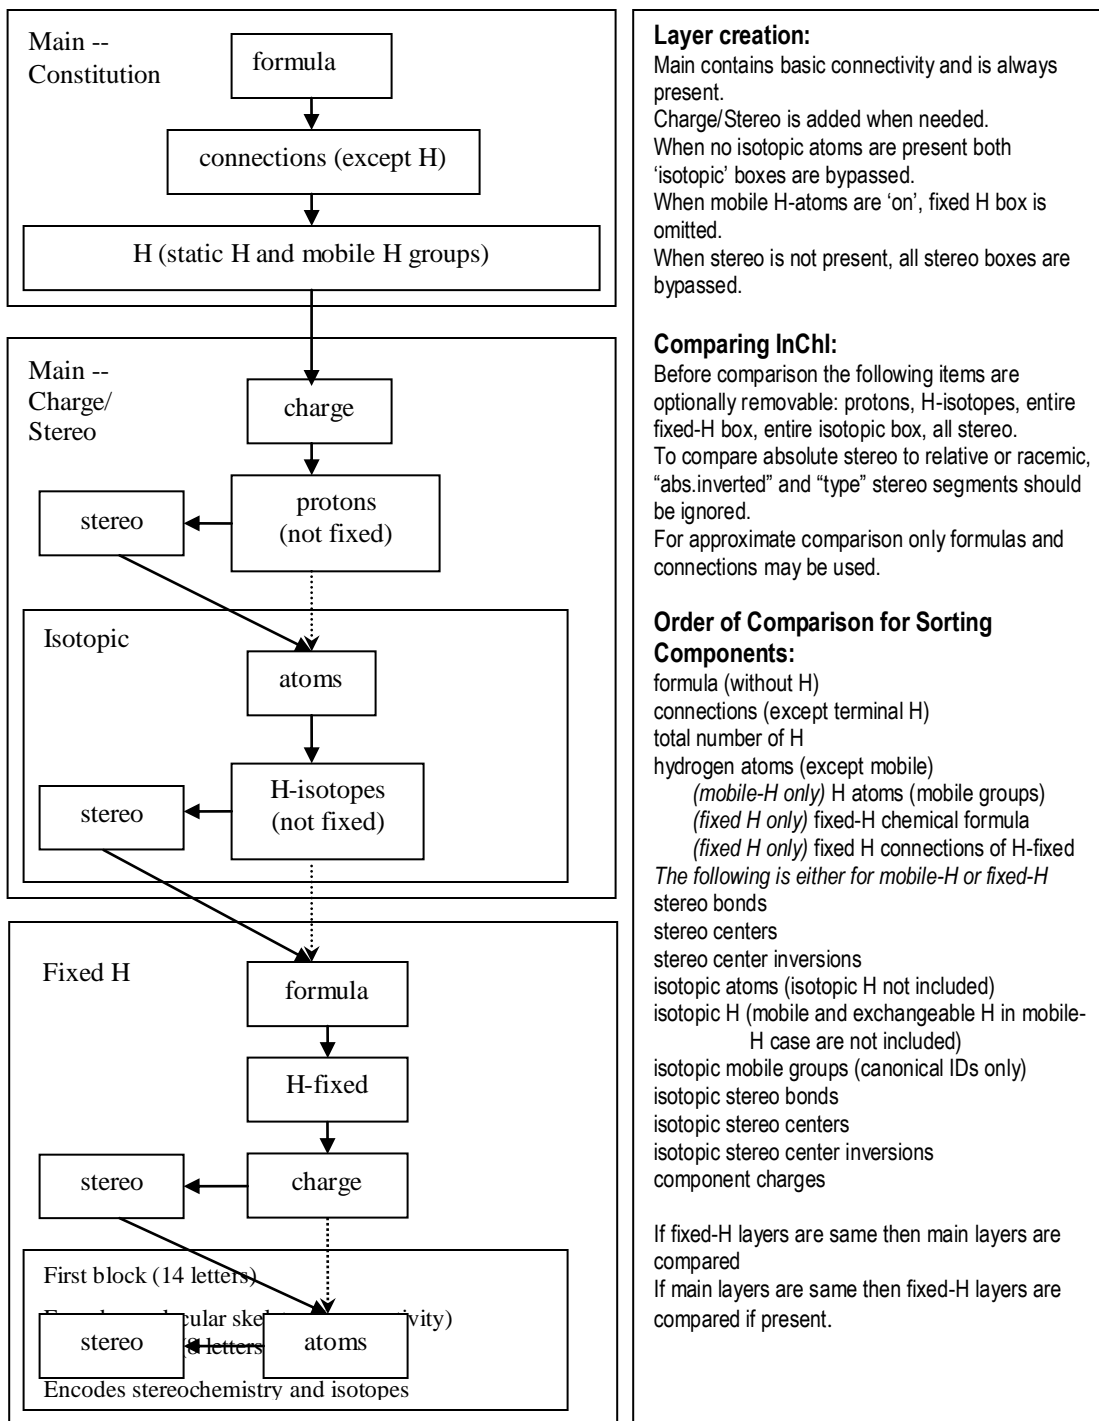 Main --
Constitution
formula
connections (except H)
H (static H and mobile H groups)
Main --
Charge/
Stereo
charge
protons
(not fixed)
stereo
Isotopic
atoms
H-isotopes
(not fixed)
stereo
Fixed H
formula
H-fixed
charge
stereo
First block (14 letters)
skel
ivity)
stereo
letters
atoms
Encodes stereochemistry and isotopes
Layer creation:
Main contains basic connectivity and is always
present.
Charge/Stereo is added when needed.
When no isotopic atoms are present both
‘isotopic’ boxes are bypassed.
When mobile H-atoms are ‘on’, fixed H box is
omitted.
When stereo is not present, all stereo boxes are
bypassed.
Comparing InChI:
Before comparison the following items are
optionally removable: protons, H-isotopes, entire
fixed-H box, entire isotopic box, all stereo.
To compare absolute stereo to relative or racemic,
“abs.inverted” and “type” stereo segments should
be ignored.
For approximate comparison only formulas and
connections may be used.
Order of Comparison for Sorting
Components:
formula (without H)
connections (except terminal H)
total number of H
hydrogen atoms (except mobile)
(mobile-H only) H atoms (mobile groups)
(fixed H only) fixed-H chemical formula
(fixed H only) fixed H connections of H-fixed
The following is either for mobile-H or fixed-H
stereo bonds
stereo centers
stereo center inversions
isotopic atoms (isotopic H not included)
isotopic H (mobile and exchangeable H in mobile-
H case are not included)
isotopic mobile groups (canonical IDs only)
isotopic stereo bonds
isotopic stereo centers
isotopic stereo center inversions
component charges
If fixed-H layers are same then main layers are
compared
If main layers are same then fixed-H layers are
compared if present.